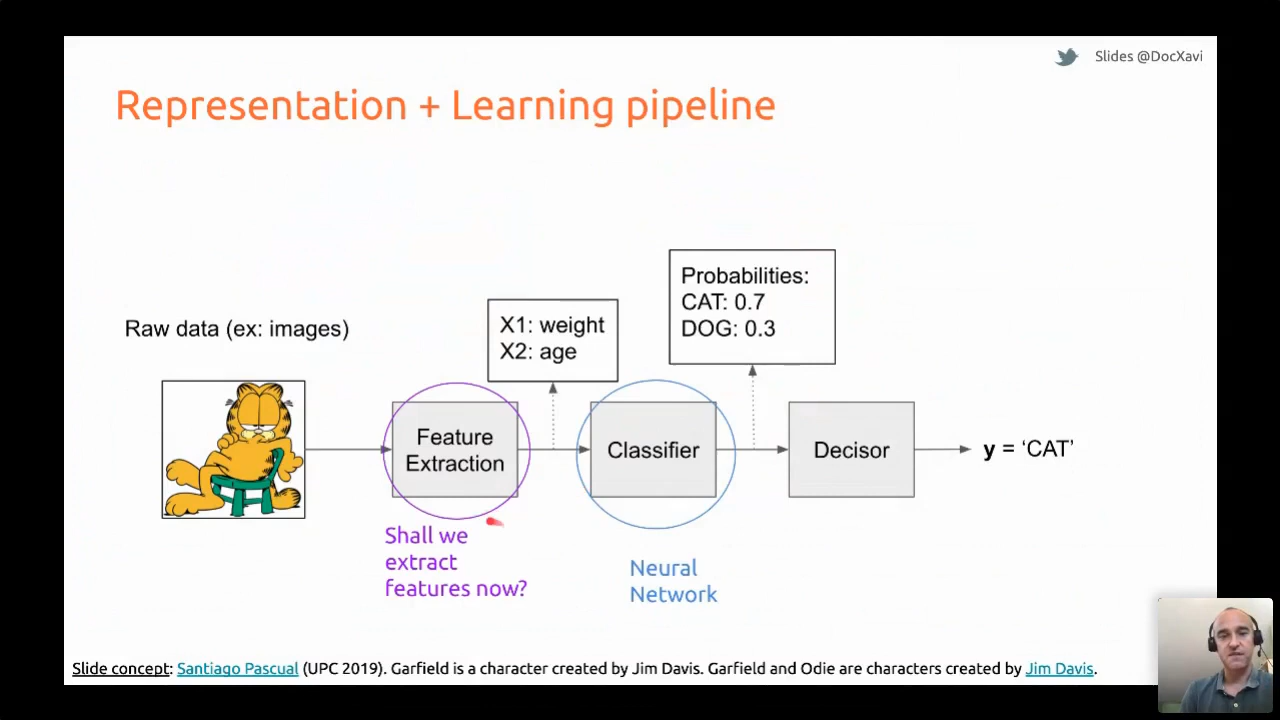 Slides @DocXavi
Representation + Learning pipeline
Raw data (ex: images)
X1: weight
X2: age
Probabilities:
CAT: 0.7
DOG: 0.3
Feature
Extraction
Classifier
Decisor
y = ‘CAT’
Shall we
extract
features now?
Neural
Network
Slide concept: Santiago Pascual (UPC 2019). Garfield is a character created by Jim Davis. Garfield and Odie are characters created by Jim Davis.